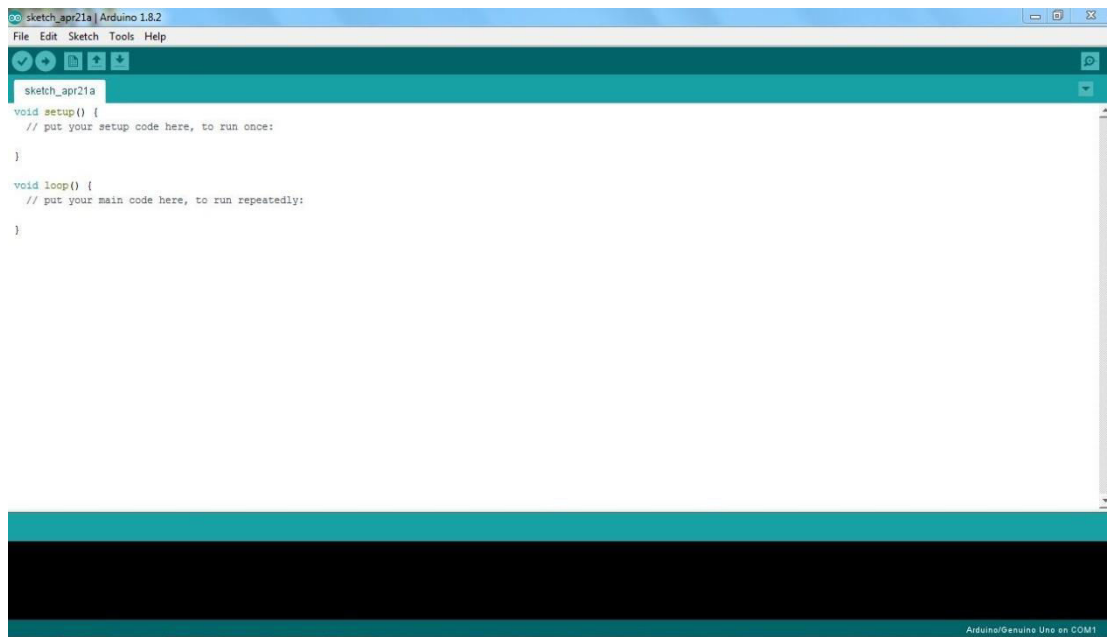 sketch_apr21a | Arduino 1.8.2
File Edit Sketch Tools Help
sketch_apr21a
void setup() {
  // put your setup code here, to run once:
}
void loop() {
  // put your main code here, to run repeatedly:
}
Arduino/Genuino Uno on COM1